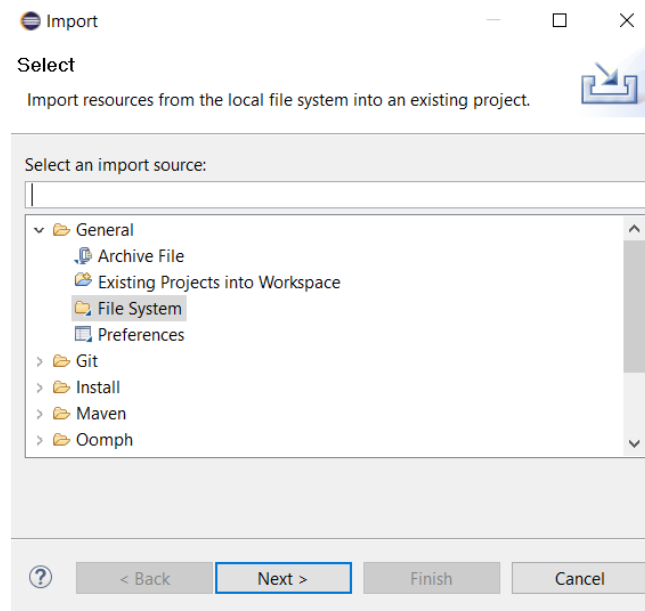 Import
Select
Import resources from the local file system into an existing project.
Select an import source:
General
Archive File
Existing Projects into Workspace
File System
Preferences
Git
Install
Maven
Oomph
?
< Back
Next >
Finish
Cancel